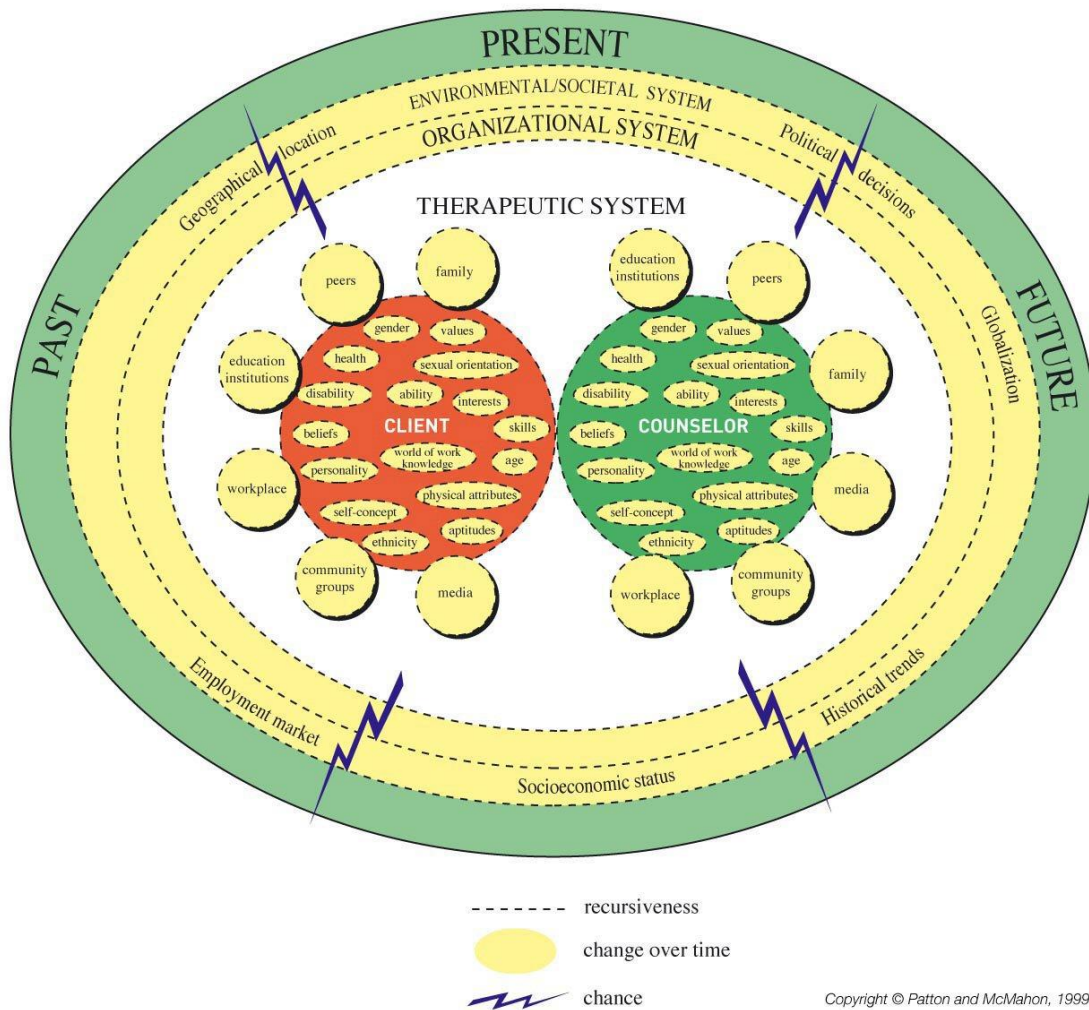 PRESENT
ENVIRONMENTAL/SOCIETAL SYSTEM
ORGANIZATIONAL SYSTEM
Geographical location
Political decisions
PAST
FUTURE
Globalization
THERAPEUTIC SYSTEM
peers
family
education
institutions
workplace
community
groups
media
gender
values
health
sexual orientation
disability
ability
interests
CLIENT
skills
beliefs
world of work
knowledge
age
personality
physical attributes
self-concept
aptitudes
ethnicity
education
institutions
peers
family
media
community
groups
workplace
gender
values
health
sexual orientation
disability
ability
interests
COUNSELOR
skills
beliefs
world of work
knowledge
age
personality
physical attributes
self-concept
aptitudes
ethnicity
Employment market
Socioeconomic status
Historical trends
recursiveness
change over time
chance
Copyright © Patton and McMahon, 1999